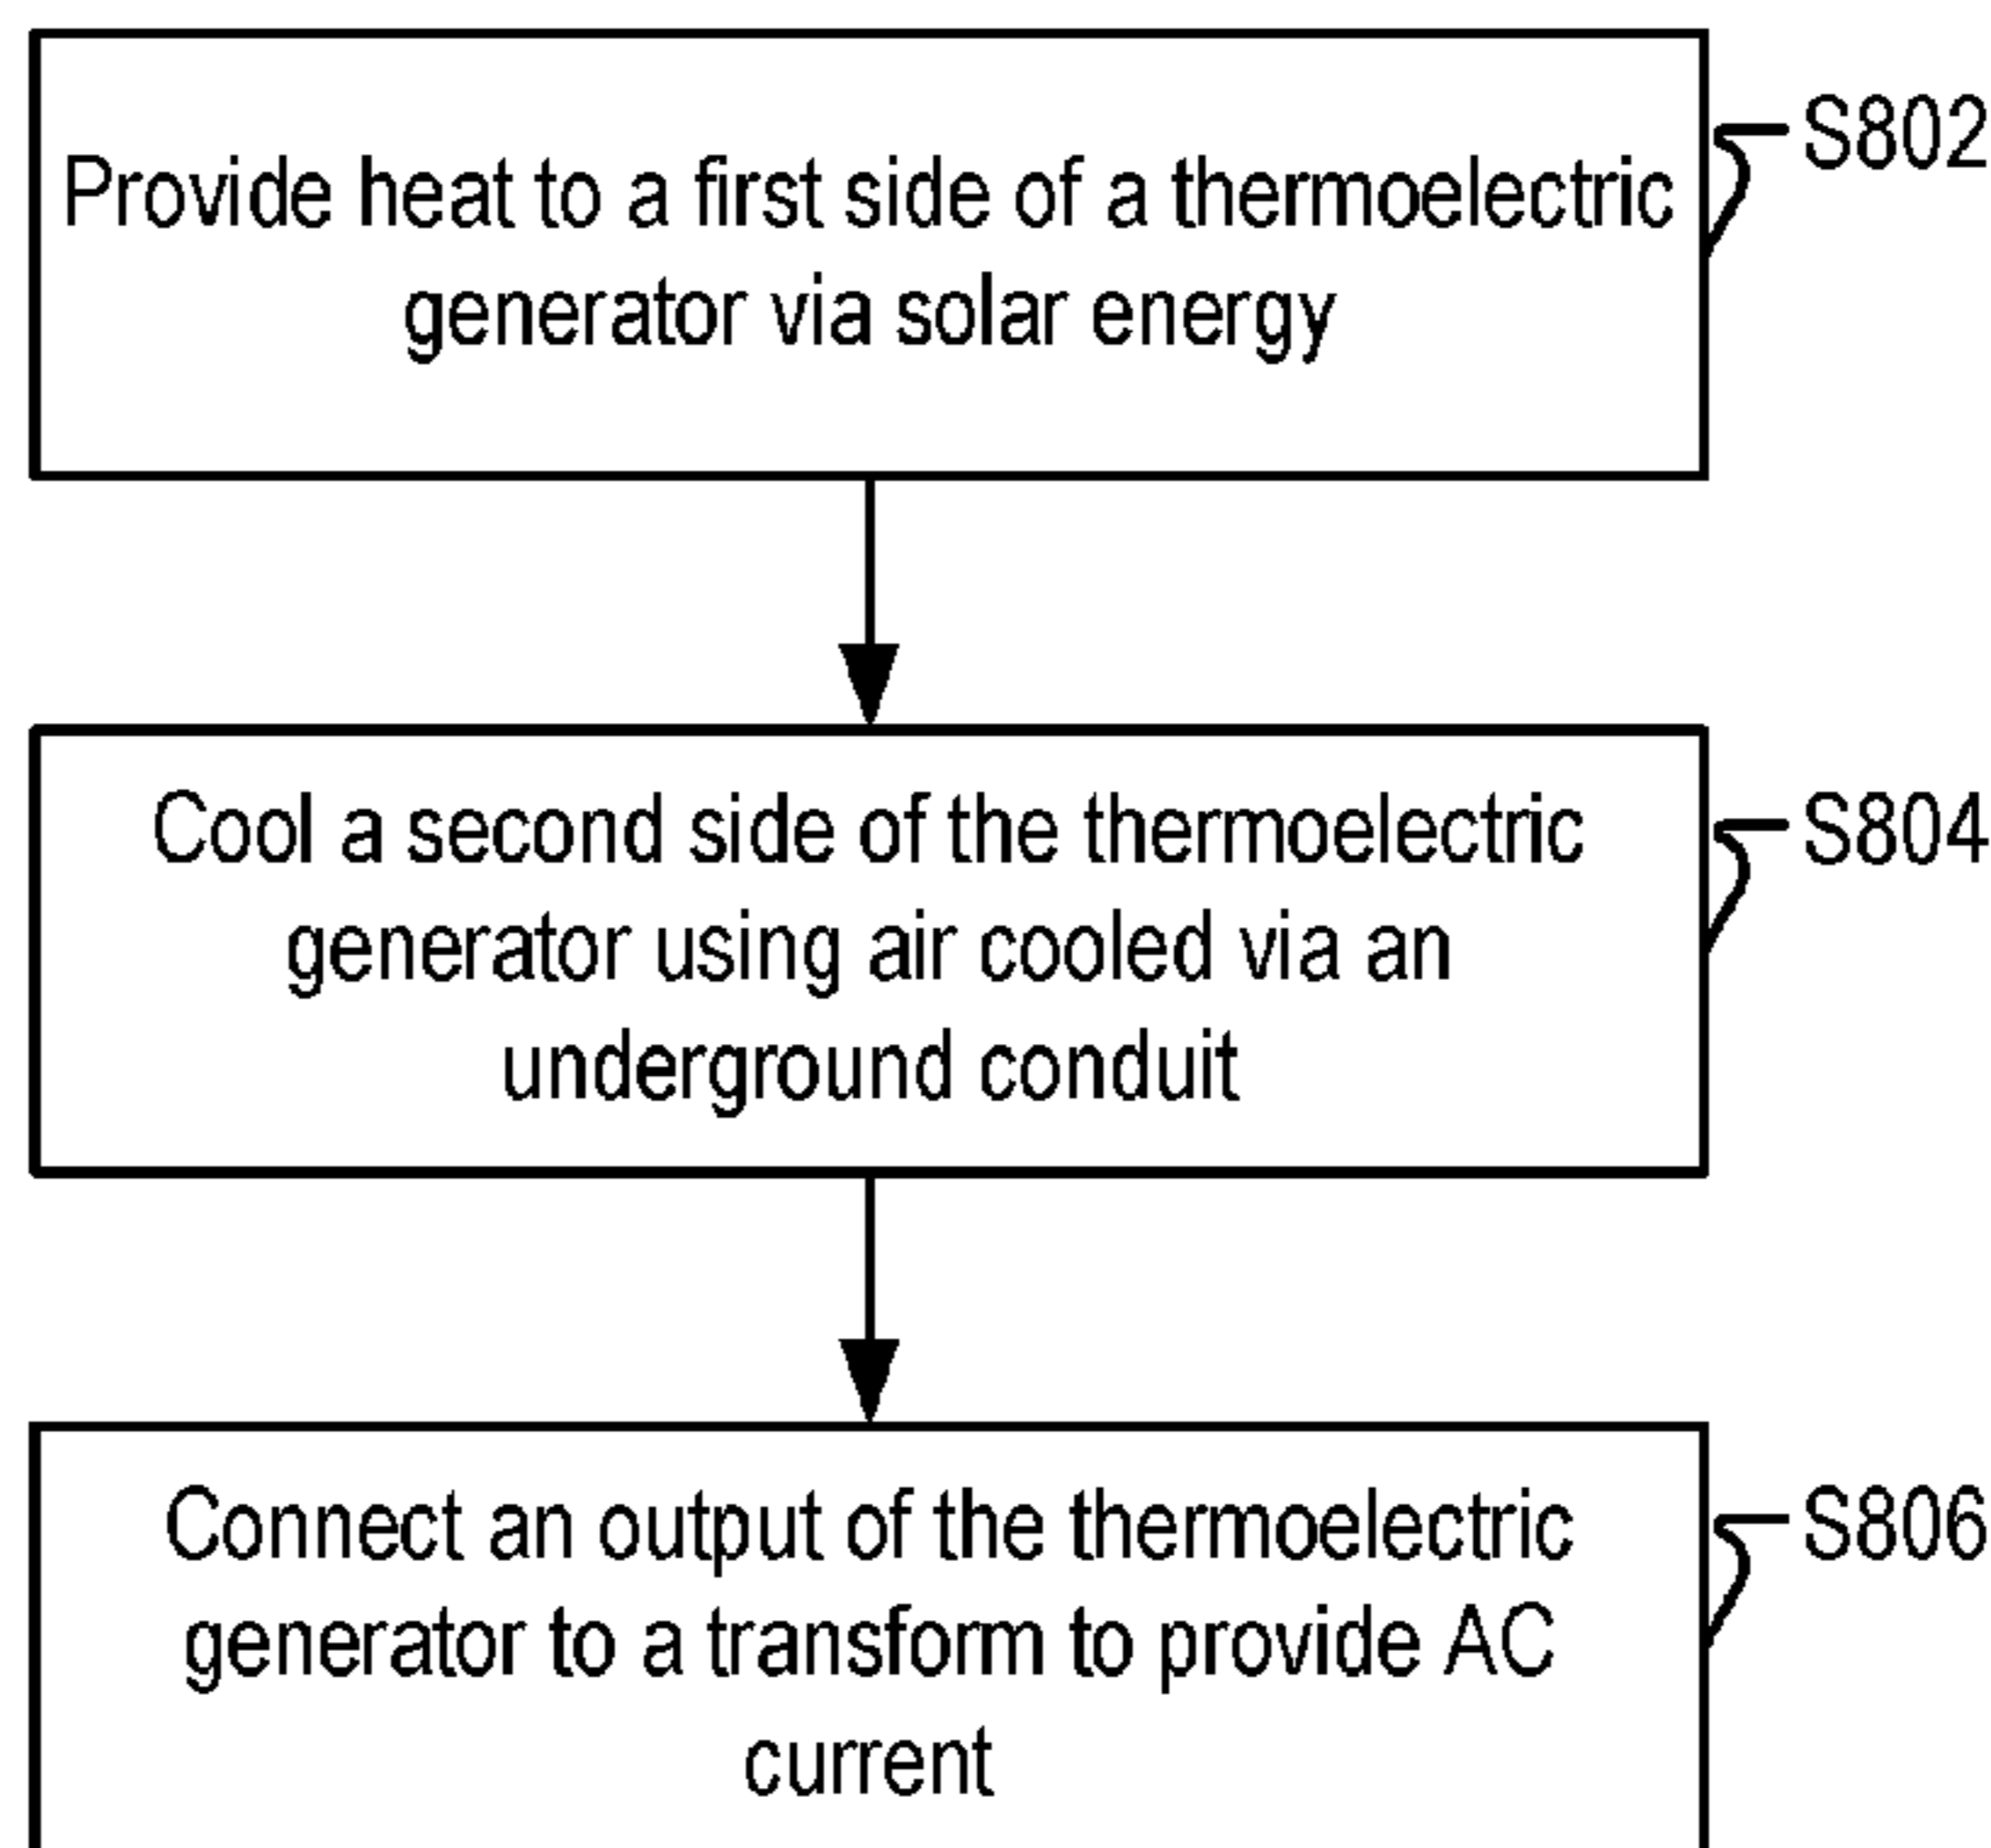 Provide heat to a first side of a thermoelectric
generator via solar energy
S802
Cool a second side of the thermoelectric
generator using air cooled via an
underground conduit
S804
Connect an output of the thermoelectric
generator to a transform to provide AC
current
S806